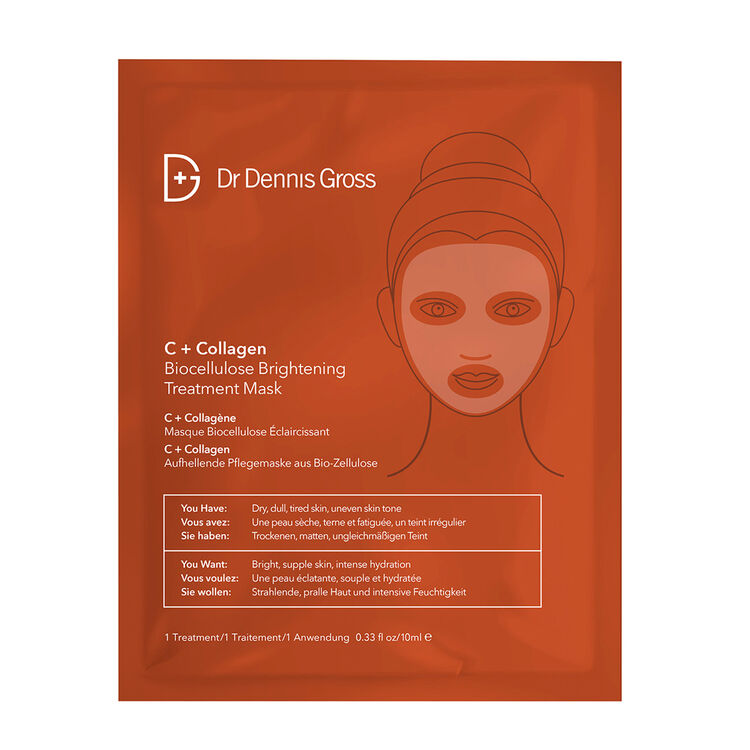 D+G
Dr Dennis Gross
C + Collagen
Biocellulose Brightening
Treatment Mask
C + Collagène
Masque Biocellulose Éclaircissant
C + Collagen
Aufhellende Pflegemaske aus Bio-Zellulose
You Have: Dry, dull, tired skin, uneven skin tone
Vous avez: Une peau sèche, terne et fatiguée, un teint irrégulier
Sie haben: Trockenen, matten, ungleichmäßigen Teint
You Want: Bright, supple skin, intense hydration
Vous voulez: Une peau éclatante, souple et hydratée
Sie wollen: Strahlende, pralle Haut und intensive Feuchtigkeit
1 Treatment/1 Traitement/1 Anwendung 0.33 fl oz/10ml ℮